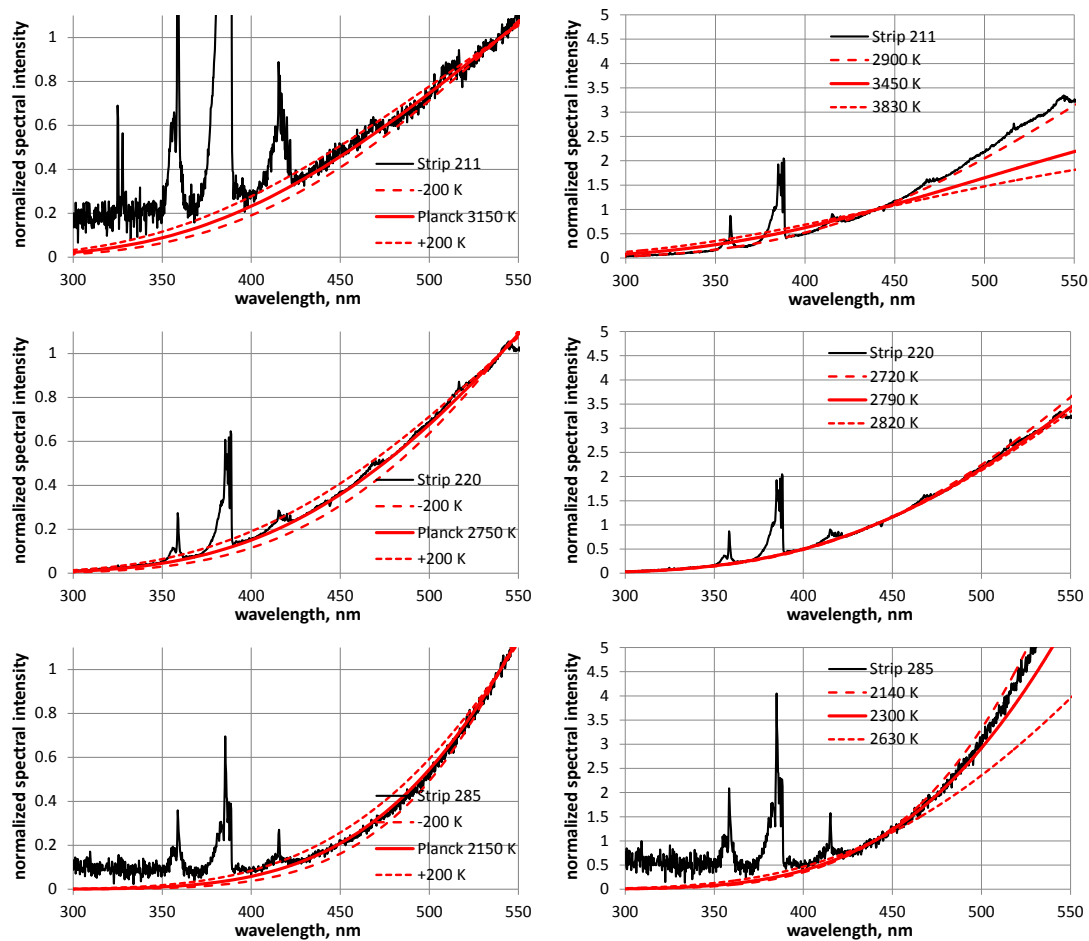 normalized spectral intensity
1
0.8
0.6
0.4
0.2
0
300
350
400
450
500
550
wavelength, nm
Strip 211
-200 K
Planck 3150 K
+200 K
normalized spectral intensity
5
4.5
4
3.5
3
2.5
2
1.5
1
0.5
0
300
350
400
450
500
550
wavelength, nm
Strip 211
2900 K
3450 K
3830 K
normalized spectral intensity
1
0.8
0.6
0.4
0.2
0
300
350
400
450
500
550
wavelength, nm
Strip 220
-200 K
Planck 2750 K
+200 K
normalized spectral intensity
5
4.5
4
3.5
3
2.5
2
1.5
1
0.5
0
300
350
400
450
500
550
wavelength, nm
Strip 220
2720 K
2790 K
2820 K
normalized spectral intensity
1
0.8
0.6
0.4
0.2
0
300
350
400
450
500
550
wavelength, nm
Strip 285
-200 K
Planck 2150 K
+200 K
normalized spectral intensity
5
4.5
4
3.5
3
2.5
2
1.5
1
0.5
0
300
350
400
450
500
550
wavelength, nm
Strip 285
2140 K
2300 K
2630 K